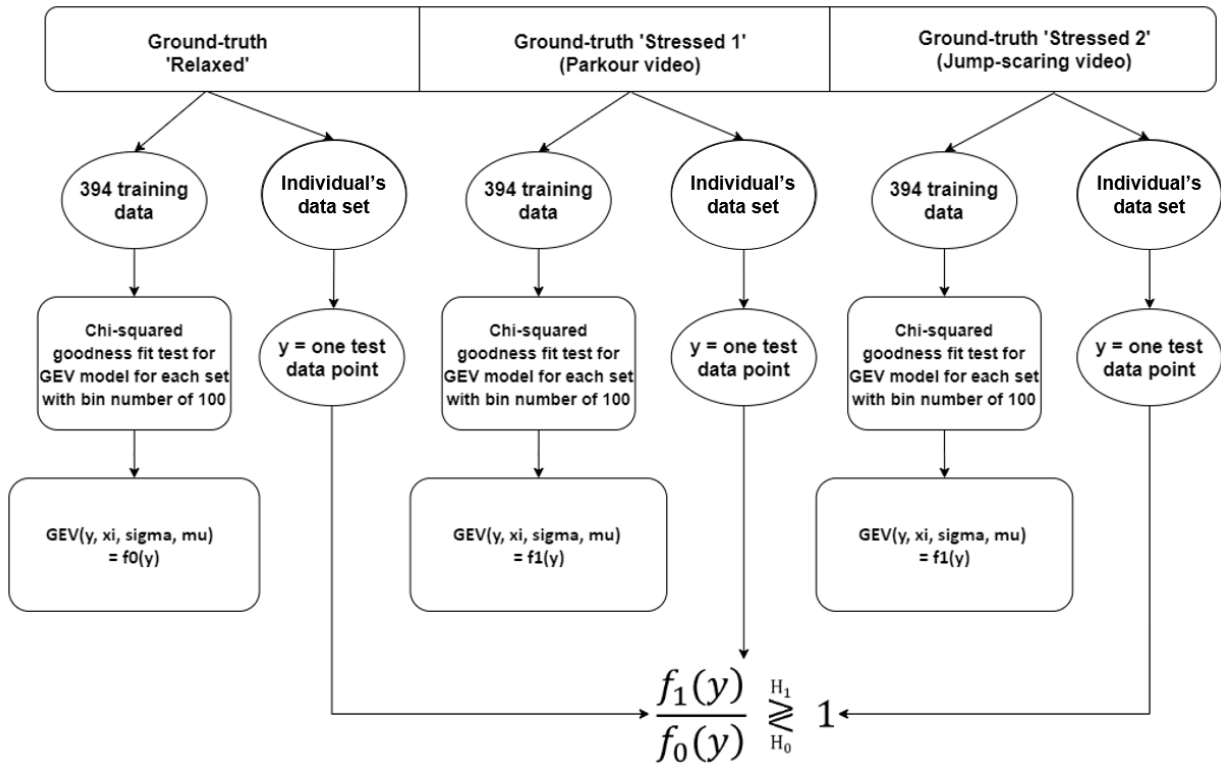 Ground-truth
'Relaxed'
Ground-truth 'Stressed 1'
(Parkour video)
Ground-truth 'Stressed 2'
(Jump-scaring video)
394 training
data
Individual's
data set
394 training
data
Individual's
data set
394 training
data
Individual's
data set
Chi-squared
goodness fit test for
GEV model for each set
with bin number of 100
y = one test
data point
Chi-squared
goodness fit test for
GEV model for each set
with bin number of 100
y = one test
data point
Chi-squared
goodness fit test for
GEV model for each set
with bin number of 100
y = one test
data point
GEV(y, xi, sigma, mu)
= f0(y)
GEV(y, xi, sigma, mu)
= f1(y)
GEV(y, xi, sigma, mu)
= f1(y)
f₁(y)
f₀(y)
H₁
≷
H₀
1